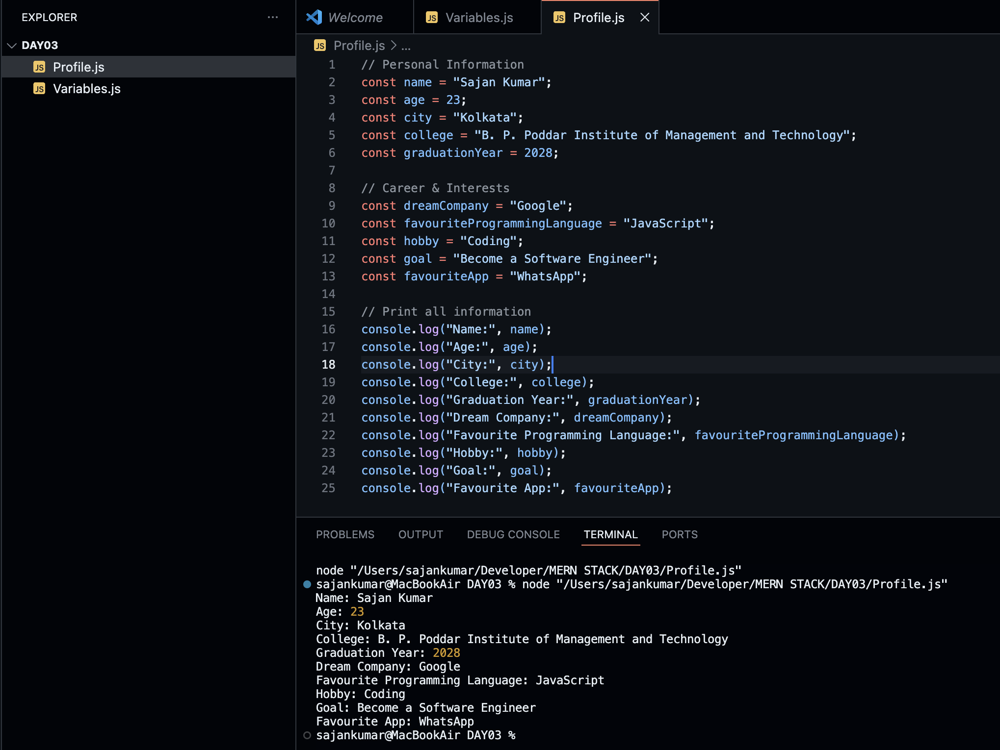 EXPLORER
DAY03
JS Profile.js
JS Variables.js
Welcome
JS Variables.js
JS Profile.js
JS Profile.js > ...
1 // Personal Information
2 const name = "Sajan Kumar";
3 const age = 23;
4 const city = "Kolkata";
5 const college = "B. P. Poddar Institute of Management and Technology";
6 const graduationYear = 2028;
7
8 // Career & Interests
9 const dreamCompany = "Google";
10 const favouriteProgrammingLanguage = "JavaScript";
11 const hobby = "Coding";
12 const goal = "Become a Software Engineer";
13 const favouriteApp = "WhatsApp";
14
15 // Print all information
16 console.log("Name:", name);
17 console.log("Age:", age);
18 console.log("City:", city);
19 console.log("College:", college);
20 console.log("Graduation Year:", graduationYear);
21 console.log("Dream Company:", dreamCompany);
22 console.log("Favourite Programming Language:", favouriteProgrammingLanguage);
23 console.log("Hobby:", hobby);
24 console.log("Goal:", goal);
25 console.log("Favourite App:", favouriteApp);
PROBLEMS OUTPUT DEBUG CONSOLE TERMINAL PORTS
node "/Users/sajankumar/Developer/MERN STACK/DAY03/Profile.js"
sajankumar@MacBookAir DAY03 % node "/Users/sajankumar/Developer/MERN STACK/DAY03/Profile.js"
Name: Sajan Kumar
Age: 23
City: Kolkata
College: B. P. Poddar Institute of Management and Technology
Graduation Year: 2028
Dream Company: Google
Favourite Programming Language: JavaScript
Hobby: Coding
Goal: Become a Software Engineer
Favourite App: WhatsApp
sajankumar@MacBookAir DAY03 %